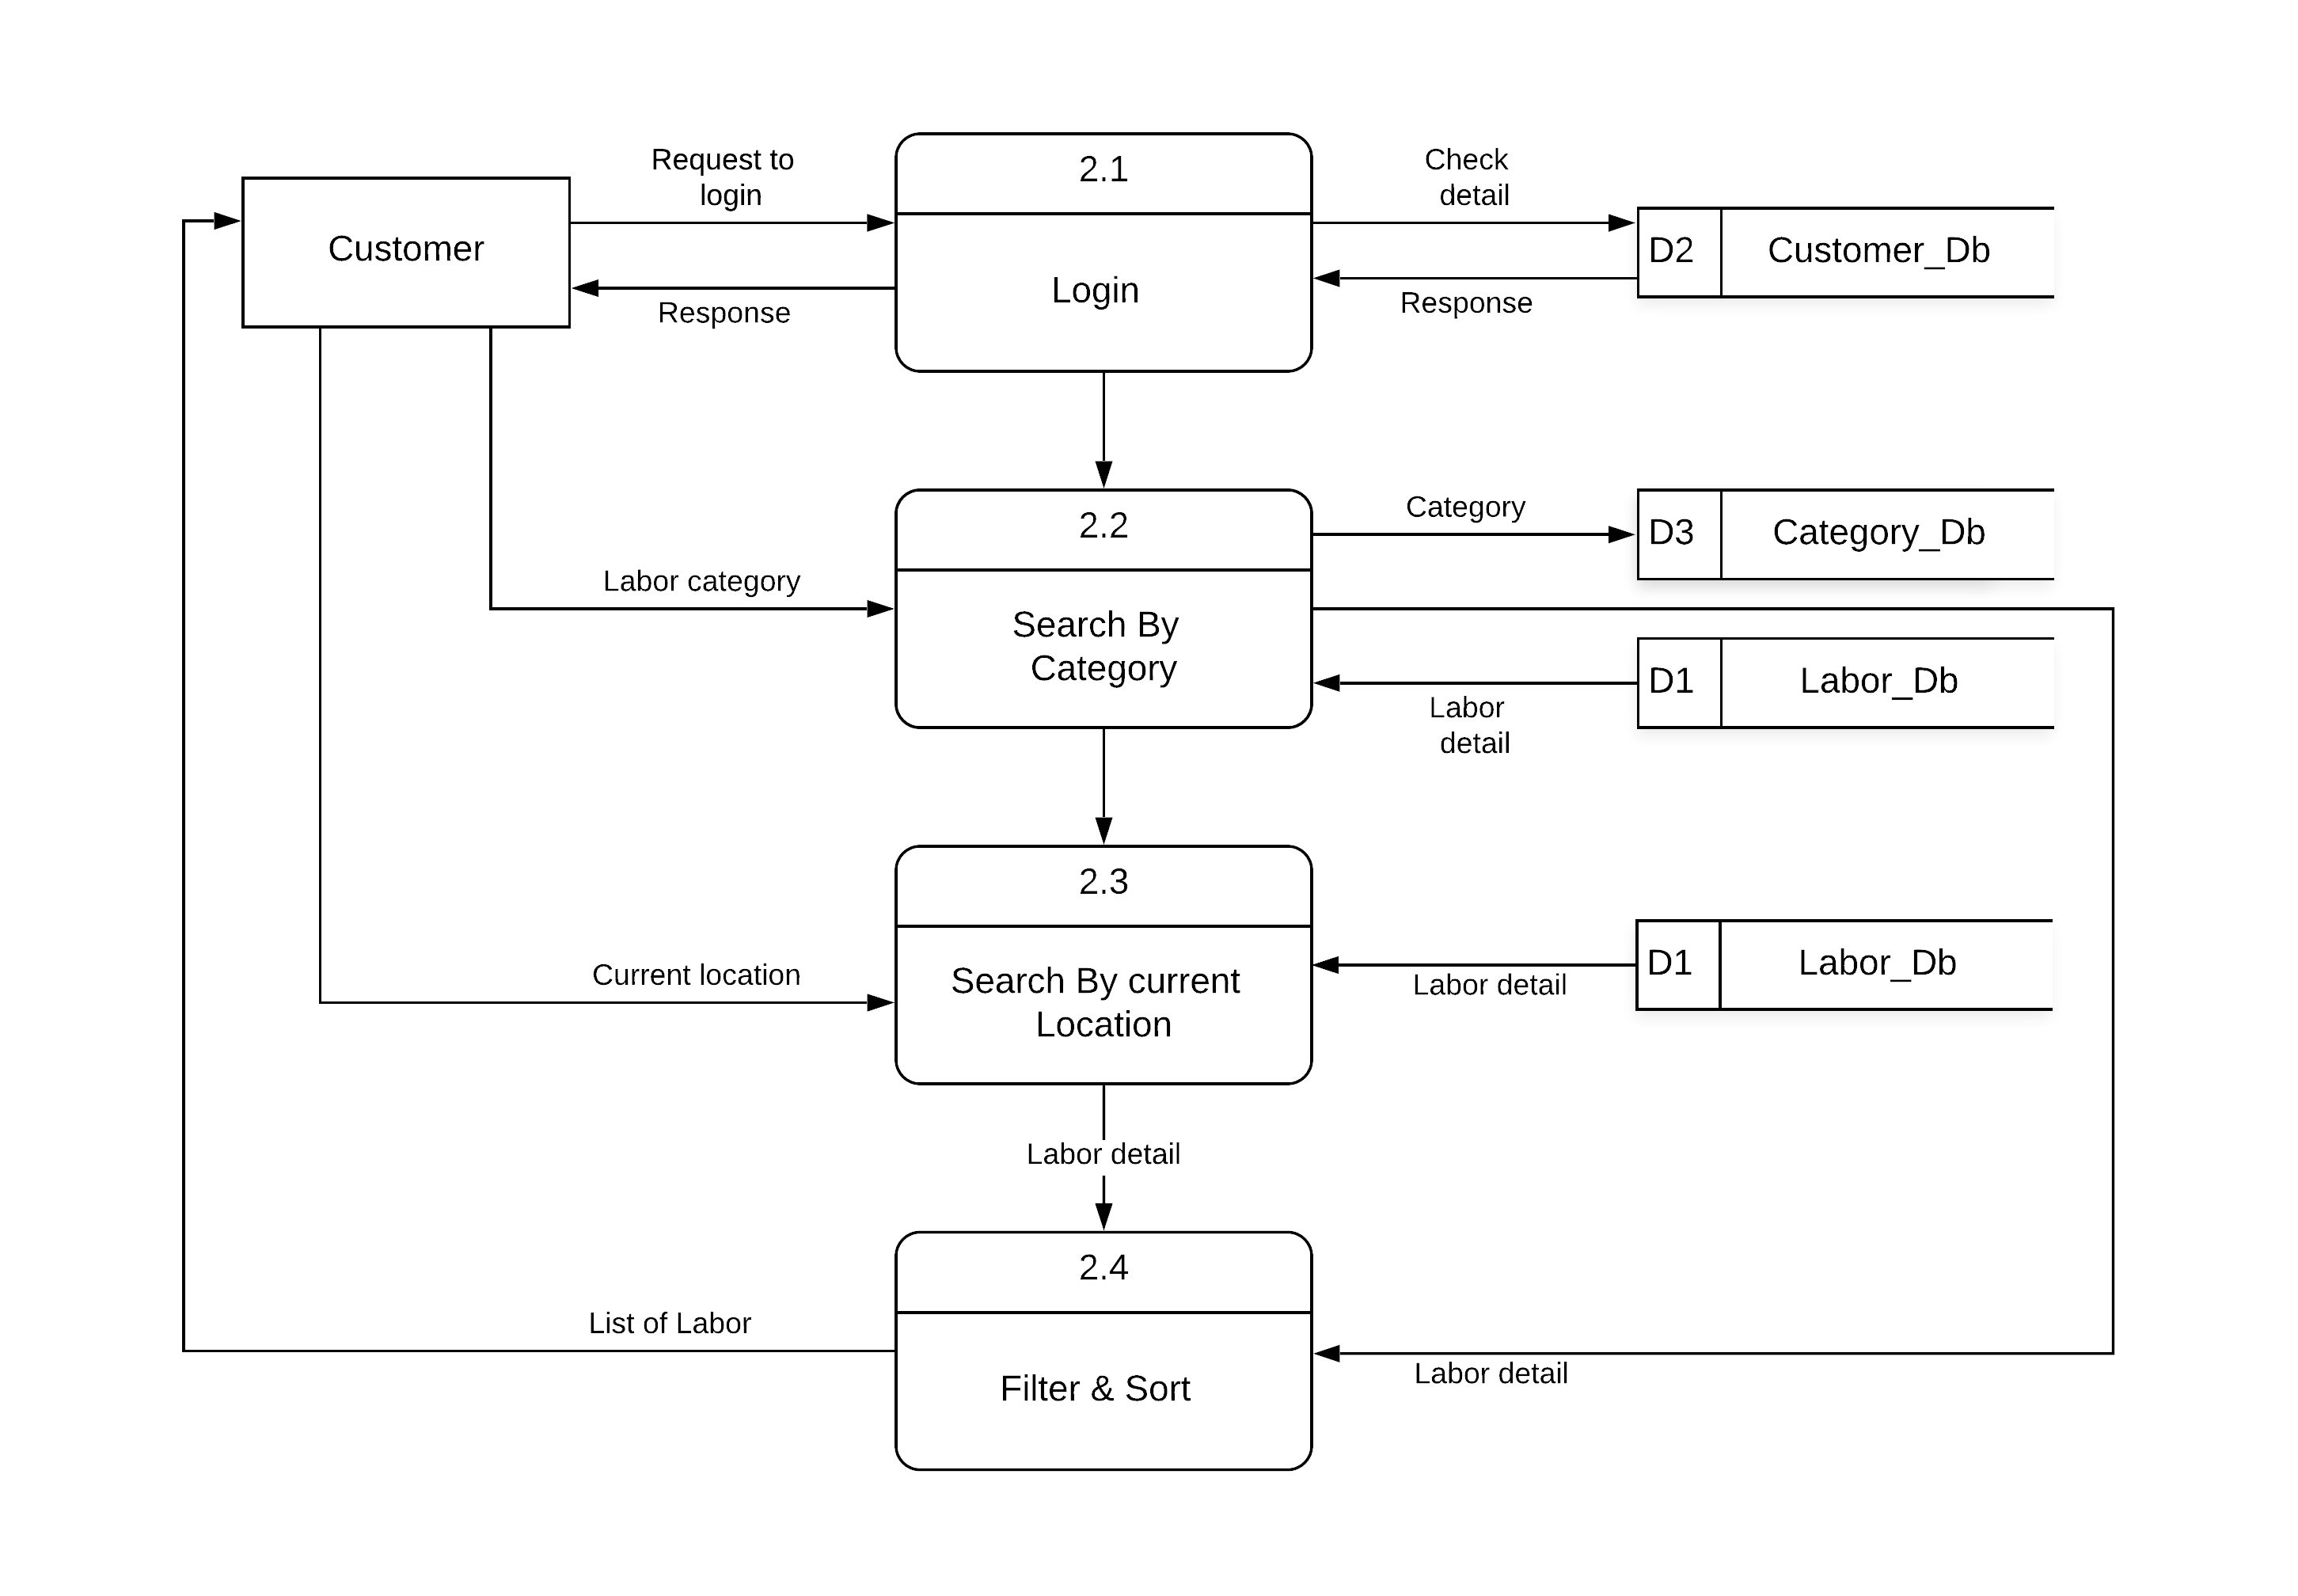 Customer
Request to
login
Response
2.1
Login
Check
detail
Response
D2
Customer_Db
2.2
Search By
Category
Labor category
Category
D3
Category_Db
D1
Labor_Db
Labor
detail
2.3
Search By current
Location
Current location
D1
Labor_Db
Labor detail
Labor detail
2.4
Filter & Sort
List of Labor
Labor detail